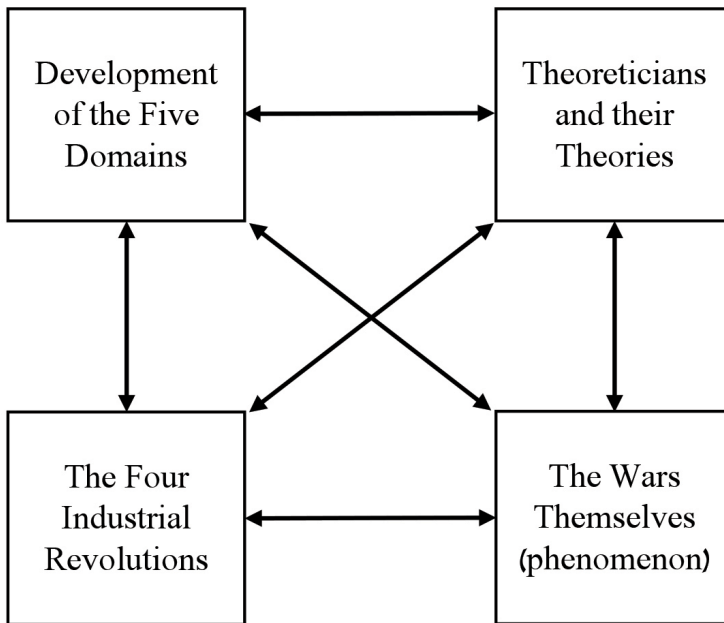 Development
of the Five
Domains
Theoreticians
and their
Theories
The Four
Industrial
Revolutions
The Wars
Themselves
(phenomenon)